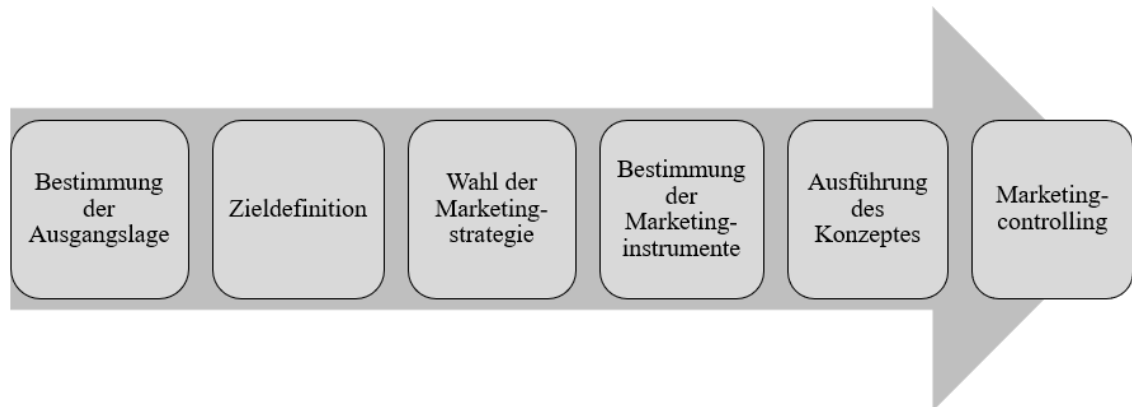 Bestimmung
der
Ausgangslage
Zieldefinition
Wahl der
Marketing-
strategie
Bestimmung
der
Marketing-
instrumente
Ausführung
des
Konzeptes
Marketing-
controlling